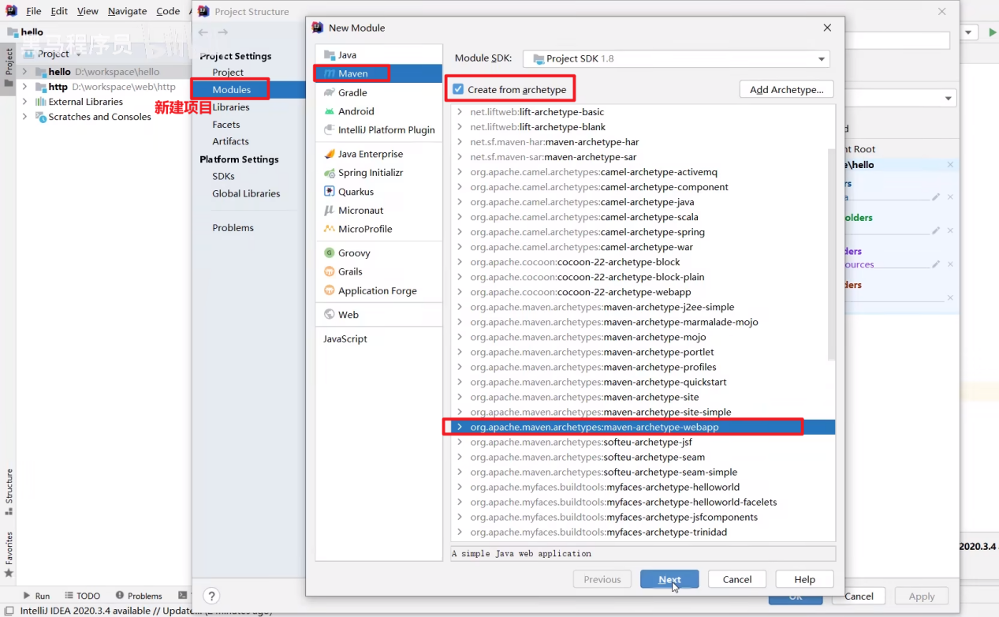 File Edit View Navigate Code
Project Structure
hello
黑马程序员
Project
hello D:\workspace\hello
http D:\workspace\web\http
External Libraries
Scratches and Consoles
新建项目
Project
Structure
Favorites
Project Settings
Project
Modules
Libraries
Facets
Artifacts
Platform Settings
SDKs
Global Libraries
Problems
New Module
Java
Maven
Gradle
Android
IntelliJ Platform Plugin
Java Enterprise
Spring Initializr
Quarkus
Micronaut
MicroProfile
Groovy
Grails
Application Forge
Web
JavaScript
Module SDK: Project SDK 1.8
Create from archetype
Add Archetype...
net.liftweb:lift-archetype-basic
net.liftweb:lift-archetype-blank
net.sf.maven-har:maven-archetype-har
net.sf.maven-sar:maven-archetype-sar
org.apache.camel.archetypes:camel-archetype-activemq
org.apache.camel.archetypes:camel-archetype-component
org.apache.camel.archetypes:camel-archetype-java
org.apache.camel.archetypes:camel-archetype-scala
org.apache.camel.archetypes:camel-archetype-spring
org.apache.camel.archetypes:camel-archetype-war
org.apache.cocoon:cocoon-22-archetype-block
org.apache.cocoon:cocoon-22-archetype-block-plain
org.apache.cocoon:cocoon-22-archetype-webapp
org.apache.maven.archetypes:maven-archetype-j2ee-simple
org.apache.maven.archetypes:maven-archetype-marmalade-mojo
org.apache.maven.archetypes:maven-archetype-mojo
org.apache.maven.archetypes:maven-archetype-portlet
org.apache.maven.archetypes:maven-archetype-profiles
org.apache.maven.archetypes:maven-archetype-quickstart
org.apache.maven.archetypes:maven-archetype-site
org.apache.maven.archetypes:maven-archetype-site-simple
org.apache.maven.archetypes:maven-archetype-webapp
org.apache.maven.archetypes:softeu-archetype-jsf
org.apache.maven.archetypes:softeu-archetype-seam
org.apache.maven.archetypes:softeu-archetype-seam-simple
org.apache.myfaces.buildtools:myfaces-archetype-helloworld
org.apache.myfaces.buildtools:myfaces-archetype-helloworld-facelets
org.apache.myfaces.buildtools:myfaces-archetype-jsfcomponents
org.apache.myfaces.buildtools:myfaces-archetype-trinidad
A simple Java web application
Previous Next Cancel Help
nt Root
e\hello
rs
a
olders
ders
ources
ders
2020.3.4
OK Cancel Apply
Run TODO Problems
IntelliJ IDEA 2020.3.4 available // Update... (2 minutes ago)